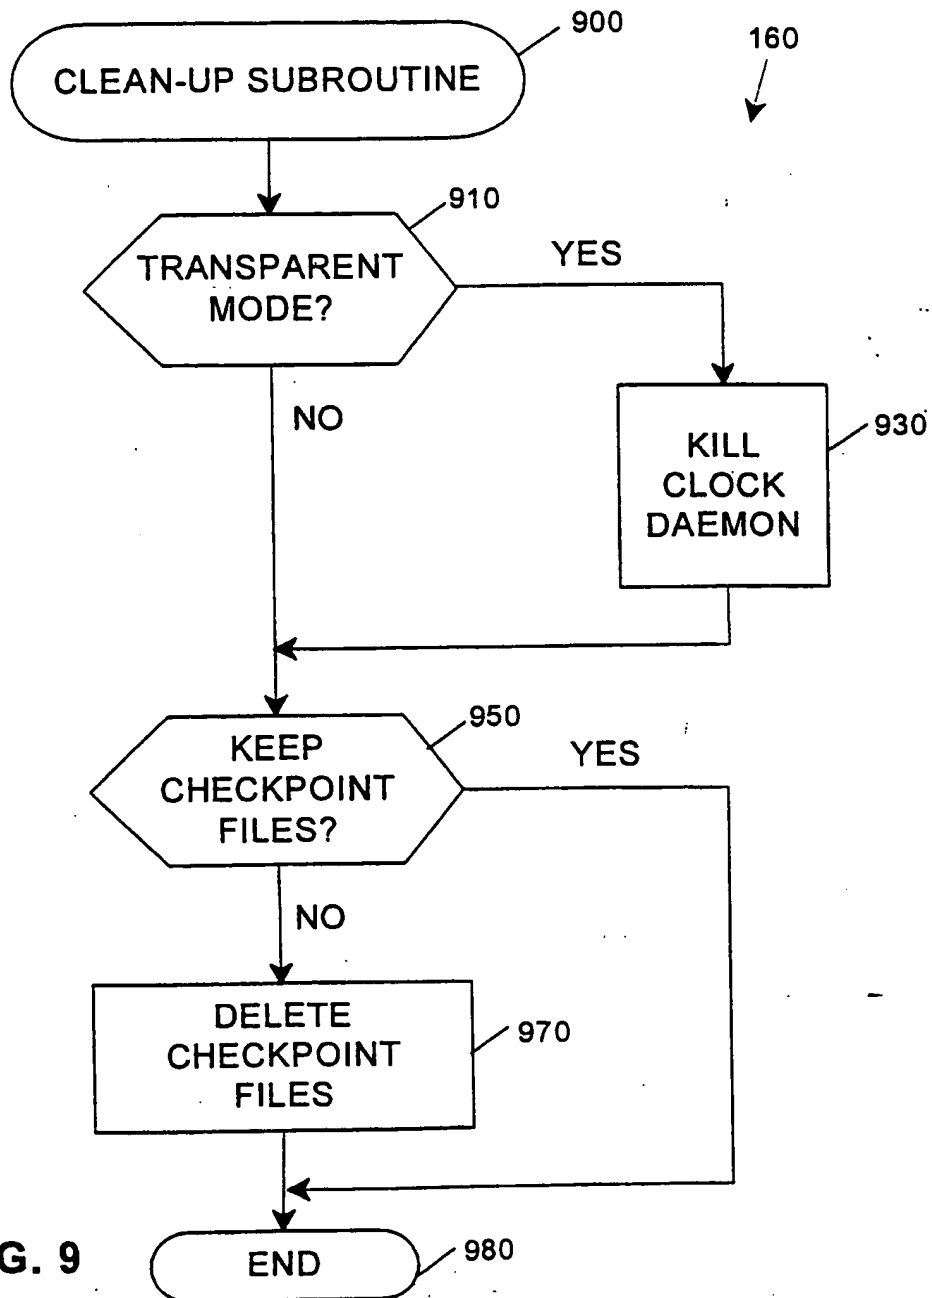 900
160
CLEAN-UP SUBROUTINE
910
TRANSPARENT
MODE?
YES
NO
930
KILL
CLOCK
DAEMON
950
KEEP
CHECKPOINT
FILES?
YES
NO
DELETE
CHECKPOINT
FILES
970
G. 9
END
980